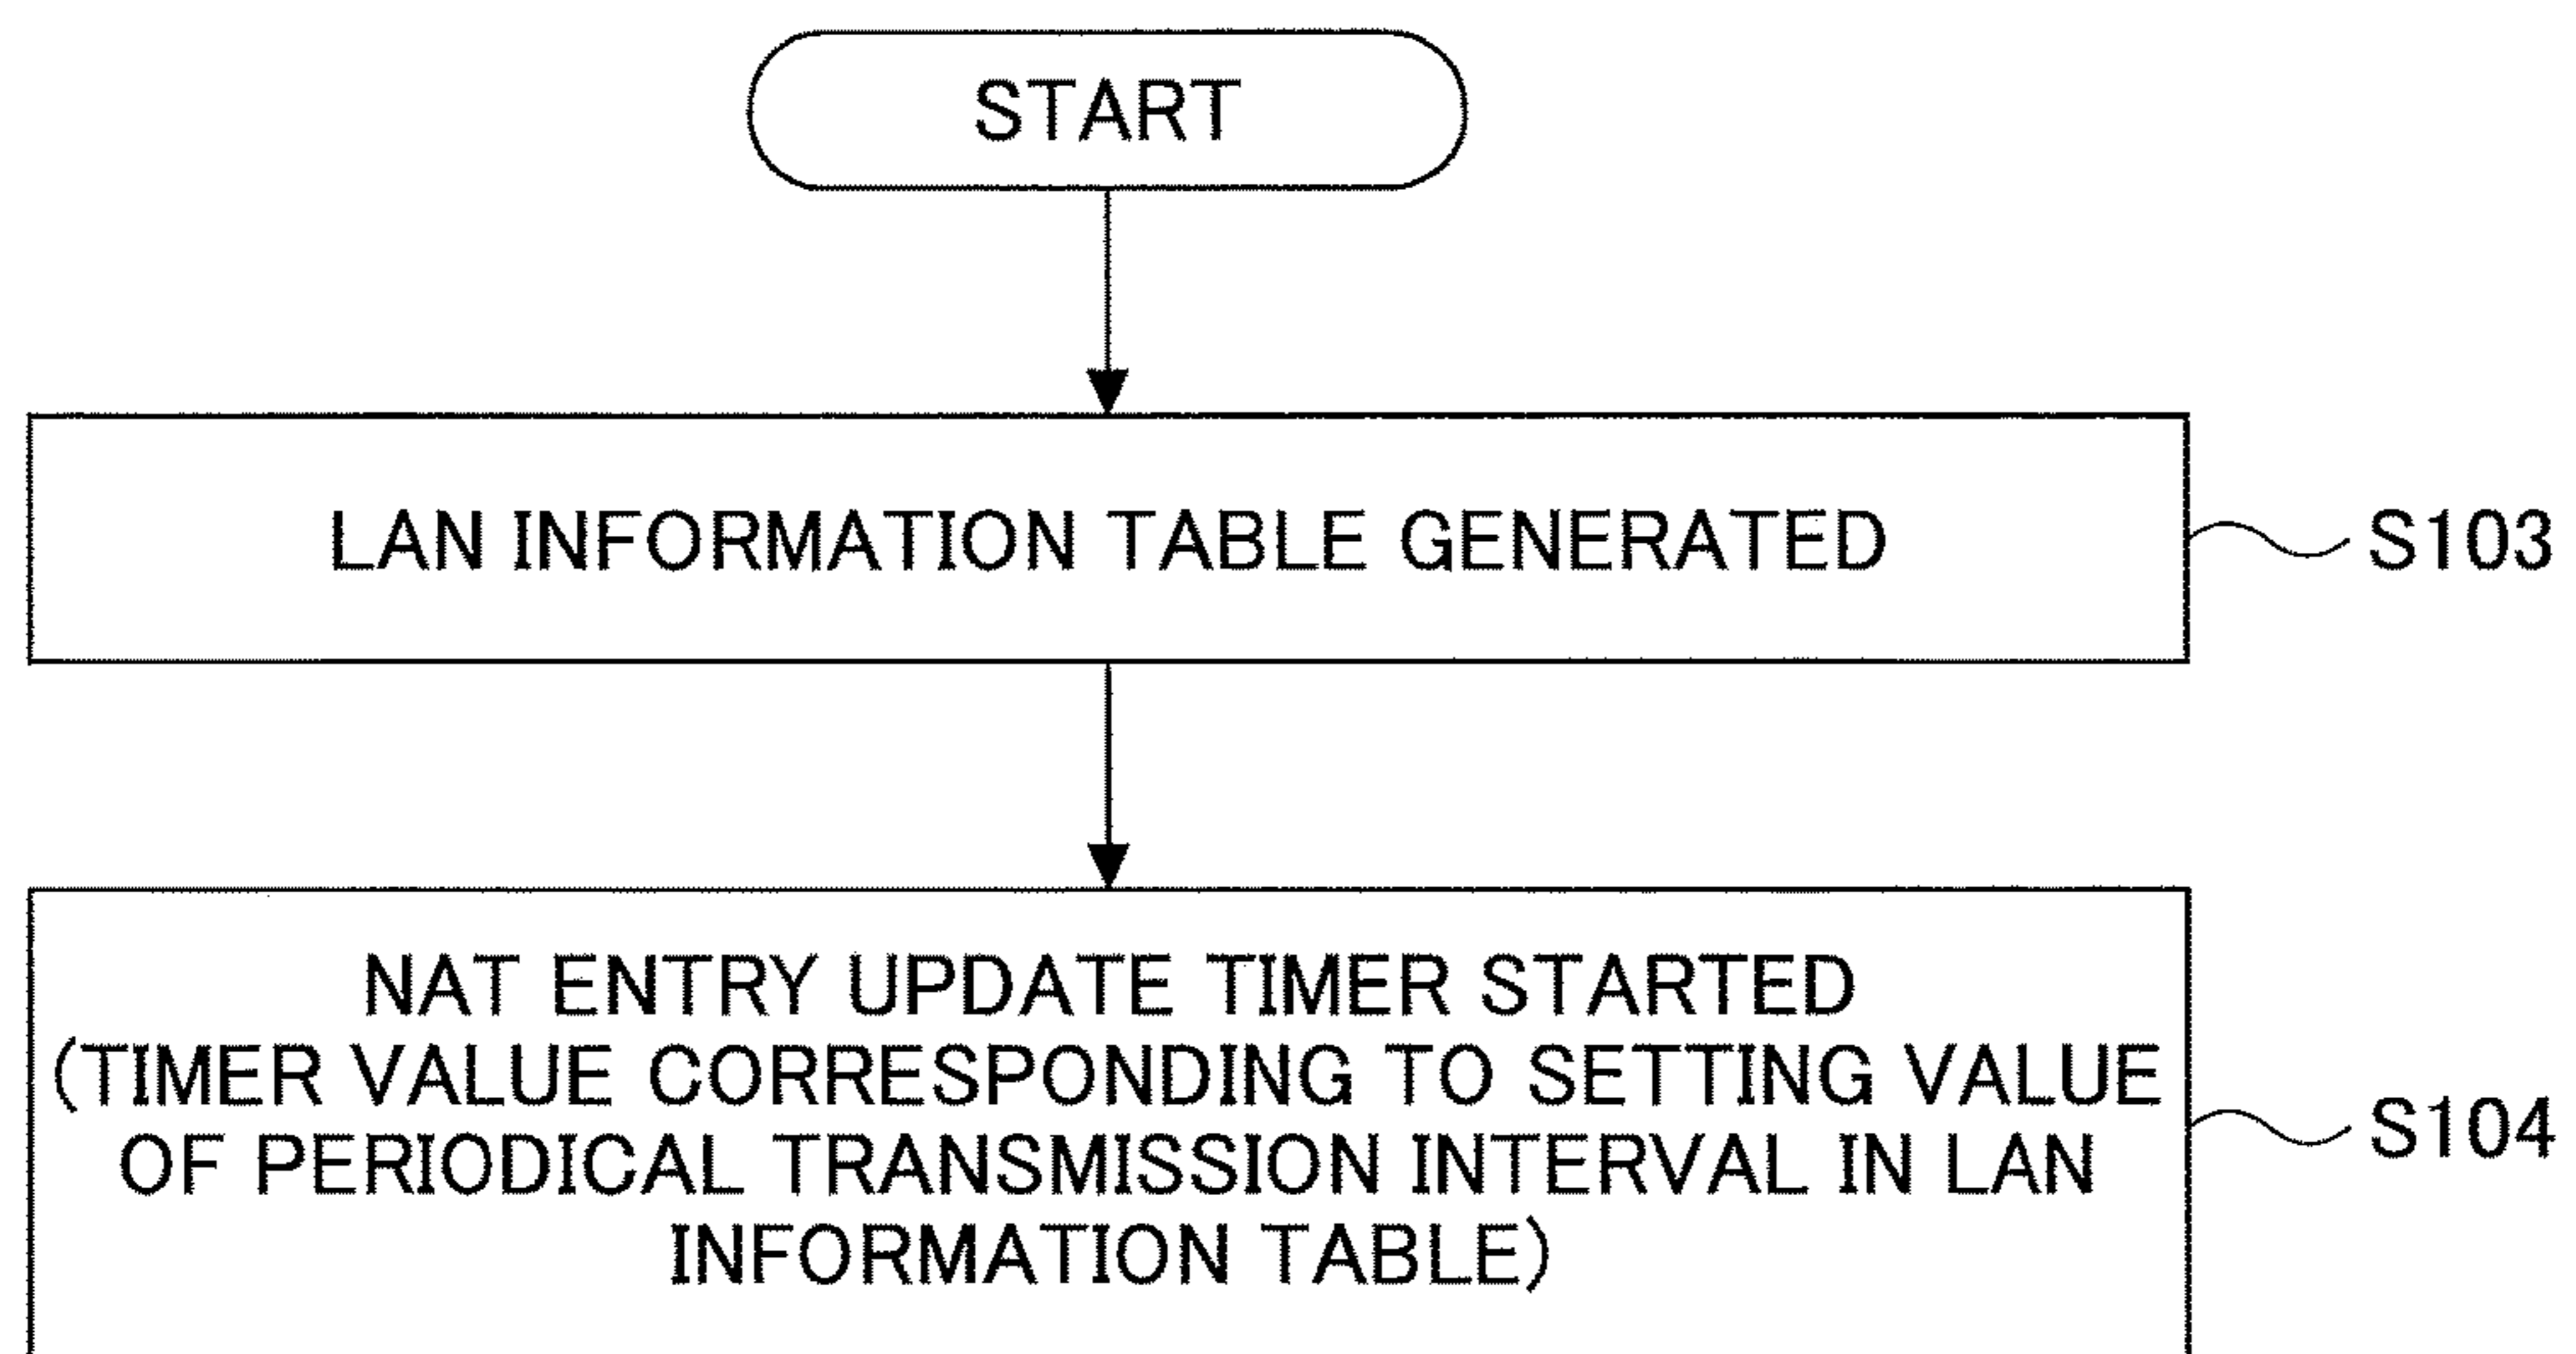 START
LAN INFORMATION TABLE GENERATED
S103
NAT ENTRY UPDATE TIMER STARTED
(TIMER VALUE CORRESPONDING TO SETTING VALUE
OF PERIODICAL TRANSMISSION INTERVAL IN LAN
INFORMATION TABLE)
S104